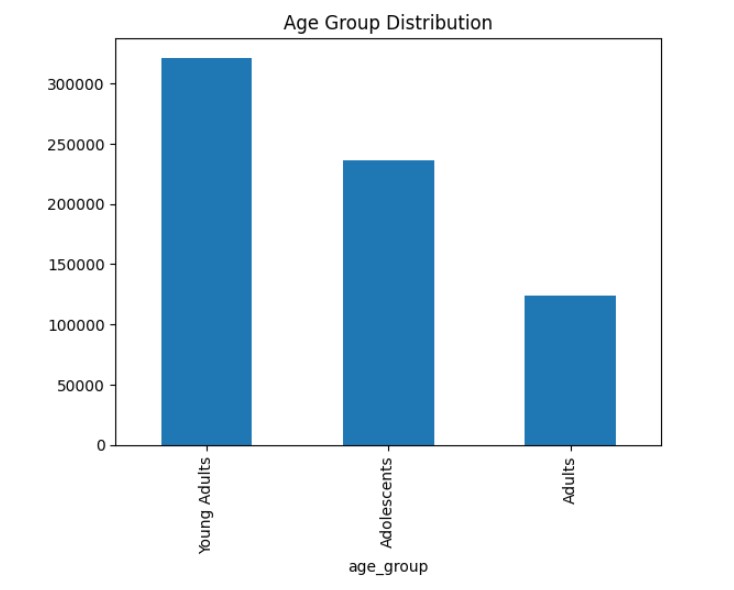 Age Group Distribution
300000
250000
200000
150000
100000
50000
0
Young Adults
Adolescents
Adults
age_group